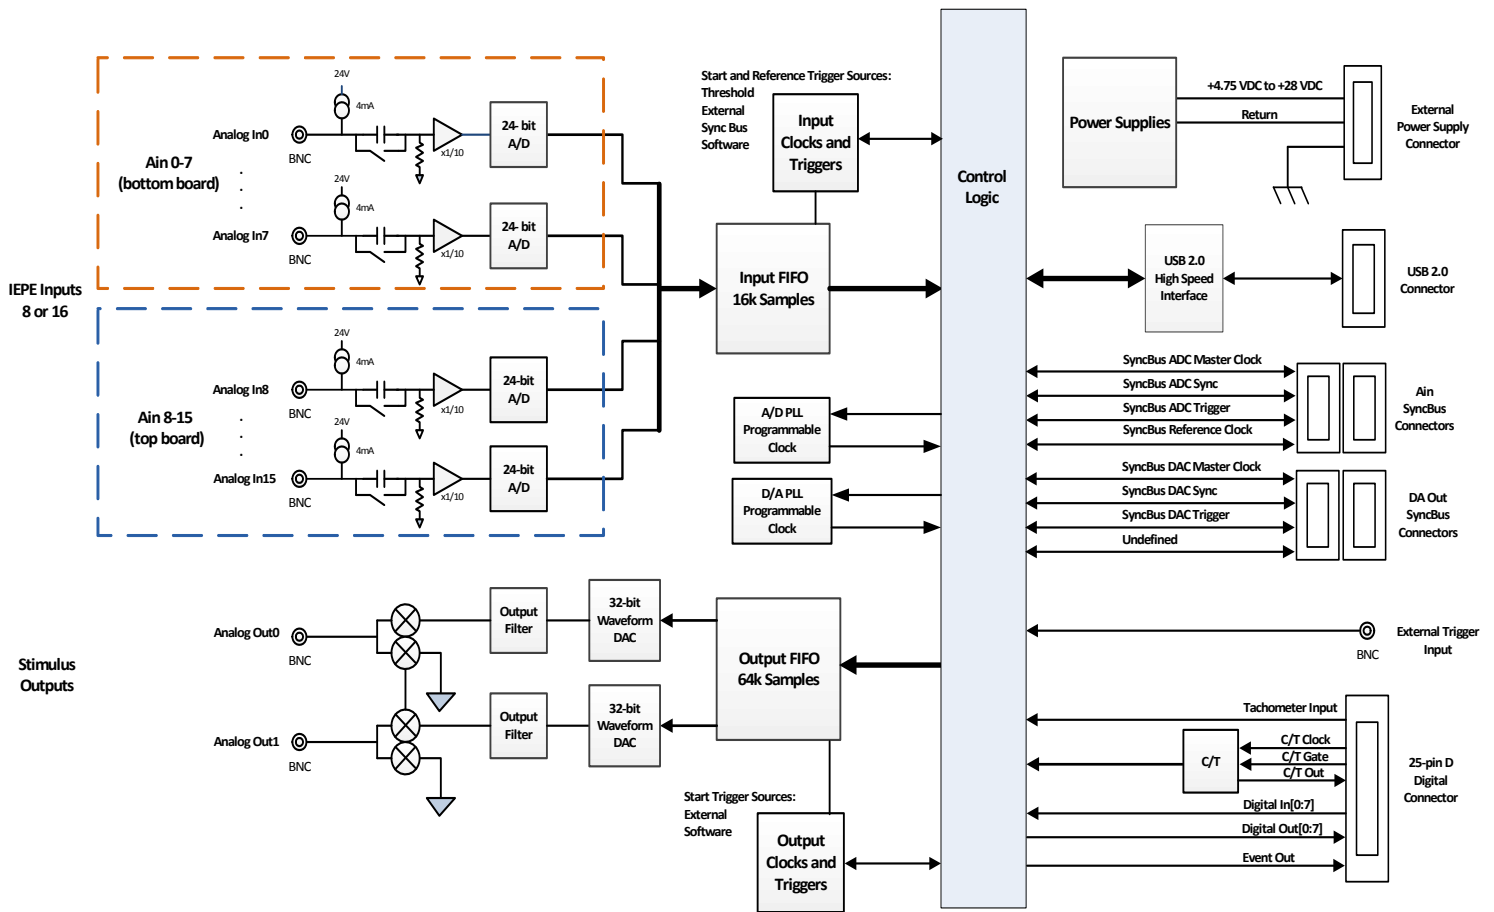 Start and Reference Trigger Sources:
Threshold
External
Sync Bus
Software
Input
Clocks and
Triggers
IEPE Inputs
8 or 16
Ain 0-7
(bottom board)
.
.
.
24V
4mA
Analog In0
BNC
x1/10
24- bit
A/D
24V
4mA
Analog In7
BNC
x1/10
24- bit
A/D
Ain 8-15
(top board)
.
.
.
24V
4mA
Analog In8
BNC
x1/10
24-bit
A/D
24V
4mA
Analog In15
BNC
x1/10
24-bit
A/D
Input FIFO
16k Samples
A/D PLL
Programmable
Clock
D/A PLL
Programmable
Clock
Control
Logic
Power Supplies
+4.75 VDC to +28 VDC
Return
External
Power Supply
Connector
USB 2.0
High Speed
Interface
USB 2.0
Connector
SyncBus ADC Master Clock
SyncBus ADC Sync
SyncBus ADC Trigger
SyncBus Reference Clock
Ain
SyncBus
Connectors
SyncBus DAC Master Clock
SyncBus DAC Sync
SyncBus DAC Trigger
Undefined
DA Out
SyncBus
Connectors
Stimulus
Outputs
Analog Out0
BNC
Output
Filter
32-bit
Waveform
DAC
Analog Out1
BNC
Output
Filter
32-bit
Waveform
DAC
Output FIFO
64k Samples
Start Trigger Sources:
External
Software
Output
Clocks and
Triggers
External Trigger
Input
BNC
Tachometer Input
C/T
C/T Clock
C/T Gate
C/T Out
Digital In[0:7]
Digital Out[0:7]
Event Out
25-pin D
Digital
Connector